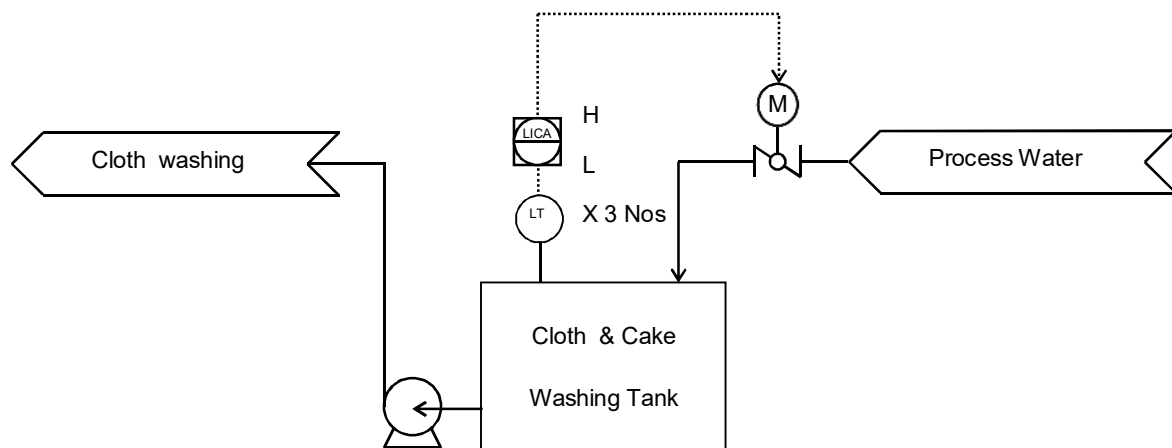 H
M
LICA
Cloth washing
L
Process Water
LT
X 3 Nos
Cloth & Cake
Washing Tank